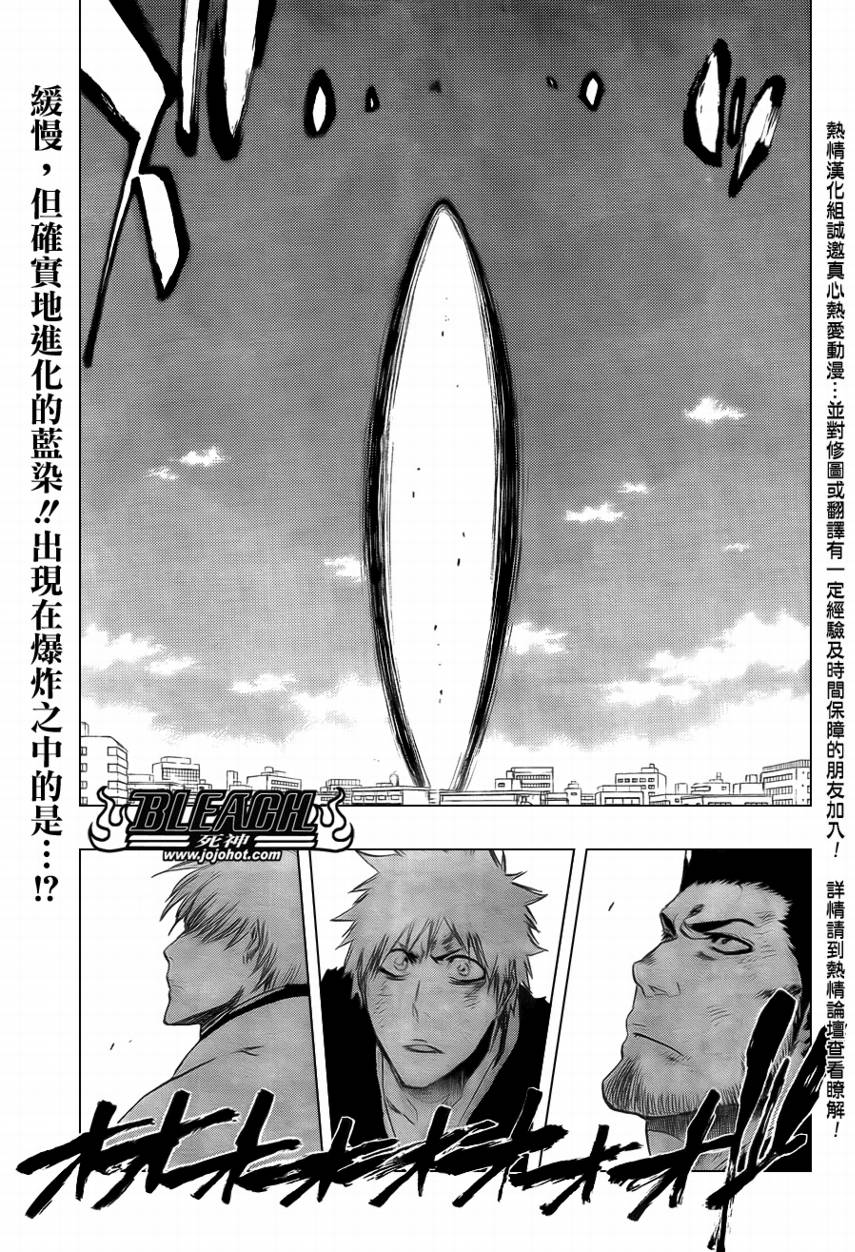 熱情漢化組誠邀真心熱愛動漫…並對修圖或翻譯有一定經驗及時間保障的朋友加入！ 詳情請到熱情論壇查看瞭解！
緩慢，但確實地進化的藍染!!出現在爆炸之中的是…!?
BLEACH
死神
www.jojohot.com
オオオオオオオ